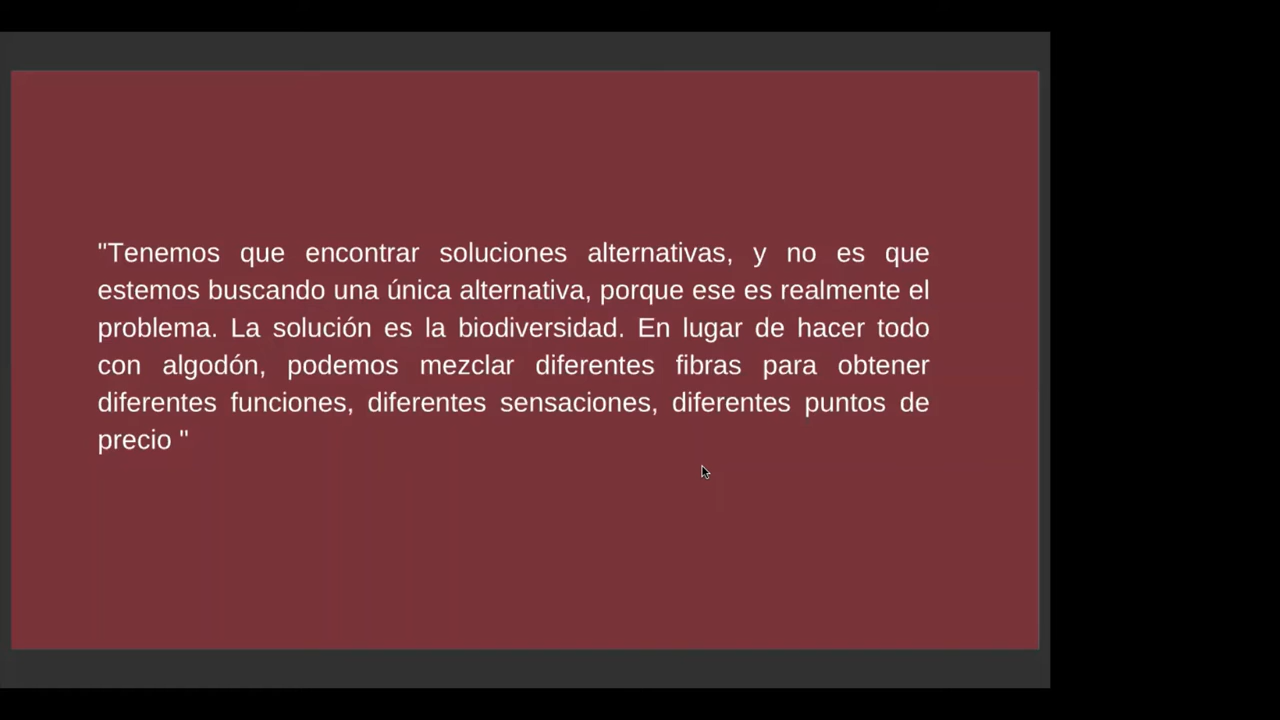 "Tenemos que encontrar soluciones alternativas, y no es que
estemos buscando una única alternativa, porque ese es realmente el
problema. La solución es la biodiversidad. En lugar de hacer todo
con algodón, podemos mezclar diferentes fibras para obtener
diferentes funciones, diferentes sensaciones, diferentes puntos de
precio "